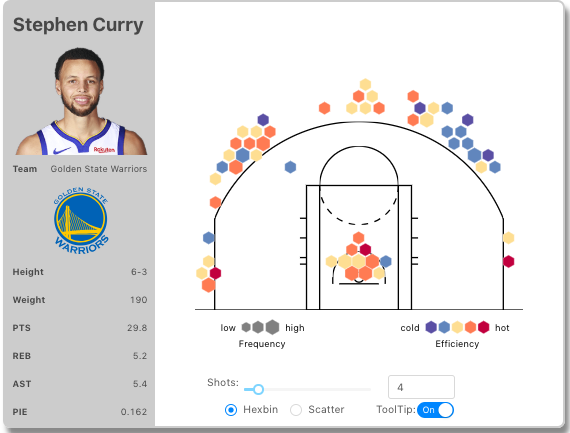 Stephen Curry
Rakuten
Team Golden State Warriors
GOLDEN STATE
WARRIORS
Height 6-3
Weight 190
PTS 29.8
REB 5.2
AST 5.4
PIE 0.162
low high
Frequency
cold hot
Efficiency
Shots: 4
Hexbin Scatter ToolTip: On